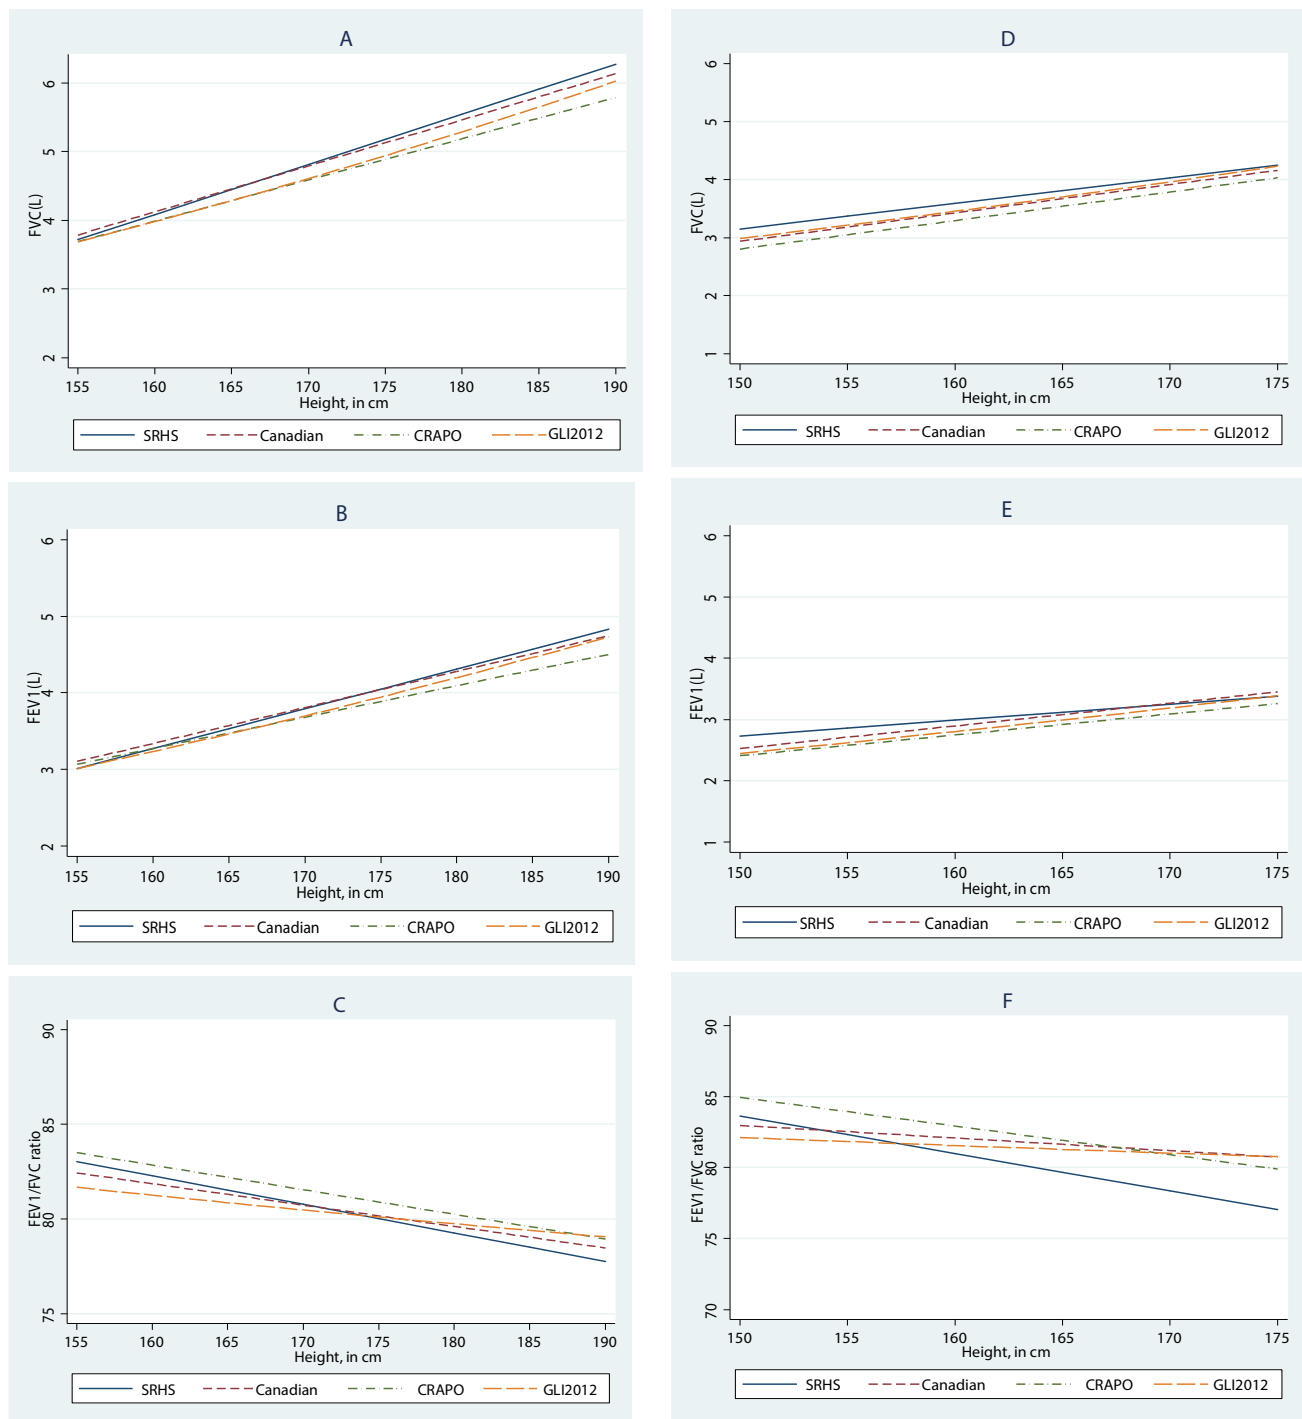 A
FVC(L)
6
5
4
3
2
155 160 165 170 175 180 185 190
Height, in cm
SRHS Canadian CRAPO GLI2012
D
FVC(L)
6
5
4
3
2
1
150 155 160 165 170 175
Height, in cm
SRHS Canadian CRAPO GLI2012
B
FEV1(L)
6
5
4
3
2
155 160 165 170 175 180 185 190
Height, in cm
SRHS Canadian CRAPO GLI2012
E
FEV1(L)
6
5
4
3
2
1
150 155 160 165 170 175
Height, in cm
SRHS Canadian CRAPO GLI2012
C
FEV1/FVC ratio
90
85
80
75
155 160 165 170 175 180 185 190
Height, in cm
SRHS Canadian CRAPO GLI2012
F
FEV1/FVC ratio
90
85
80
75
70
150 155 160 165 170 175
Height, in cm
SRHS Canadian CRAPO GLI2012